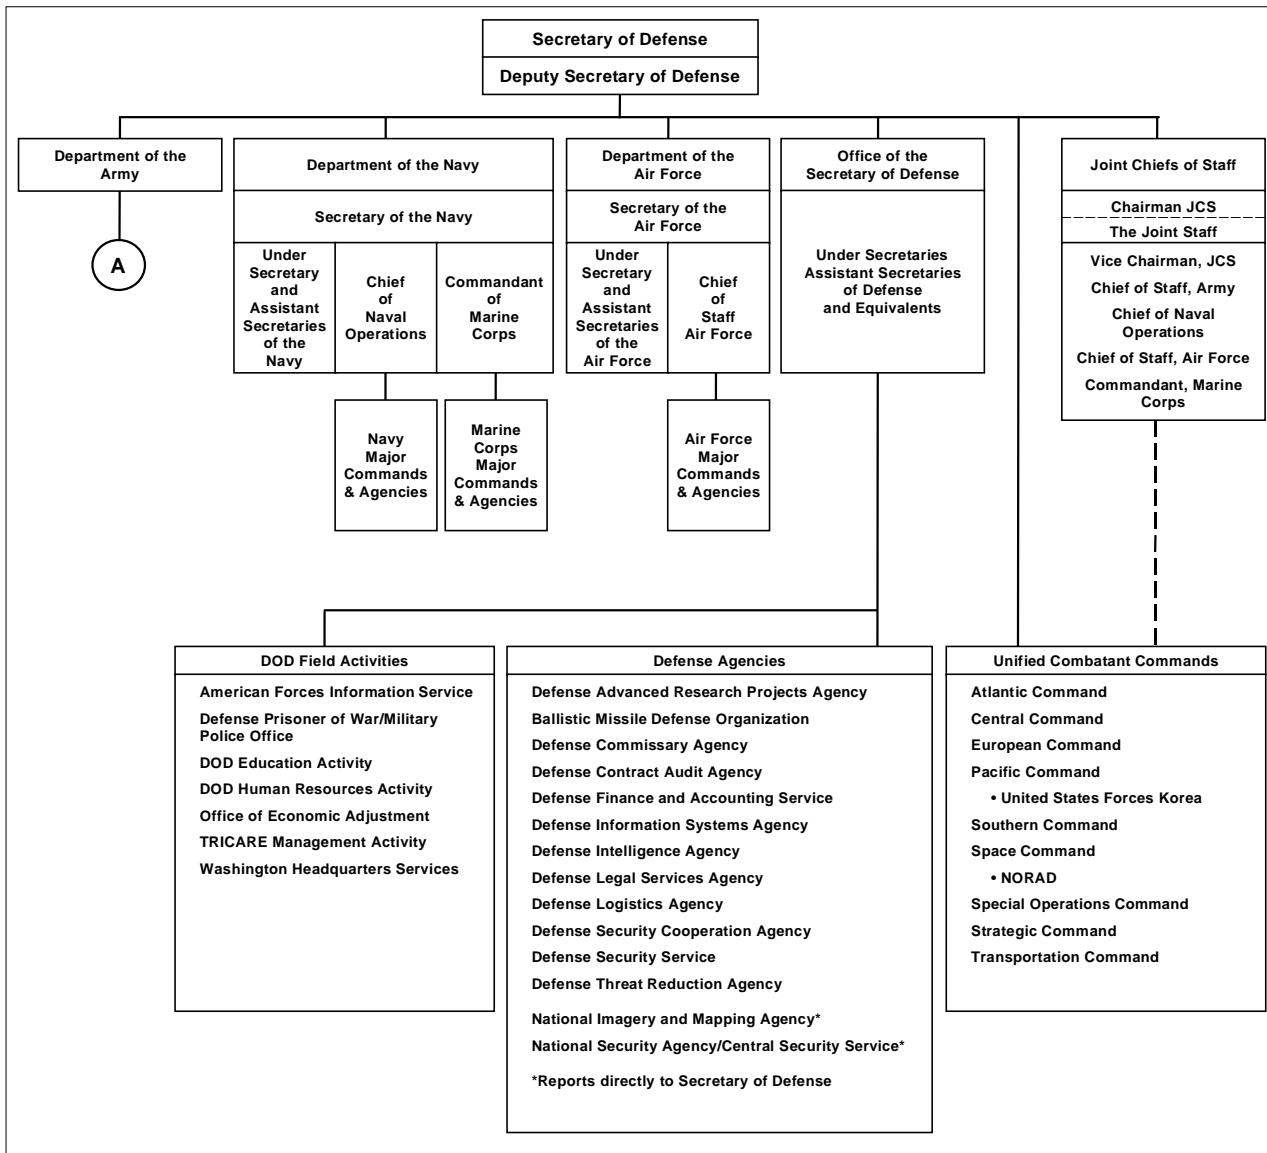 Secretary of Defense
Deputy Secretary of Defense
Department of the
Army
A
Department of the Navy
Secretary of the Navy
Under
Secretary
and
Assistant
Secretaries
of the
Navy
Chief
of
Naval
Operations
Commandant
of
Marine
Corps
Navy
Major
Commands
& Agencies
Marine
Corps
Major
Commands
& Agencies
Department of the
Air Force
Secretary of the
Air Force
Under
Secretary
and
Assistant
Secretaries
of the
Air Force
Chief
of
Staff
Air Force
Air Force
Major
Commands
& Agencies
Office of the
Secretary of Defense
Under Secretaries
Assistant Secretaries
of Defense
and Equivalents
Joint Chiefs of Staff
Chairman JCS
The Joint Staff
Vice Chairman, JCS
Chief of Staff, Army
Chief of Naval
Operations
Chief of Staff, Air Force
Commandant, Marine
Corps
DOD Field Activities
American Forces Information Service
Defense Prisoner of War/Military
Police Office
DOD Education Activity
DOD Human Resources Activity
Office of Economic Adjustment
TRICARE Management Activity
Washington Headquarters Services
Defense Agencies
Defense Advanced Research Projects Agency
Ballistic Missile Defense Organization
Defense Commissary Agency
Defense Contract Audit Agency
Defense Finance and Accounting Service
Defense Information Systems Agency
Defense Intelligence Agency
Defense Legal Services Agency
Defense Logistics Agency
Defense Security Cooperation Agency
Defense Security Service
Defense Threat Reduction Agency
National Imagery and Mapping Agency*
National Security Agency/Central Security Service*
*Reports directly to Secretary of Defense
Unified Combatant Commands
Atlantic Command
Central Command
European Command
Pacific Command
• United States Forces Korea
Southern Command
Space Command
• NORAD
Special Operations Command
Strategic Command
Transportation Command